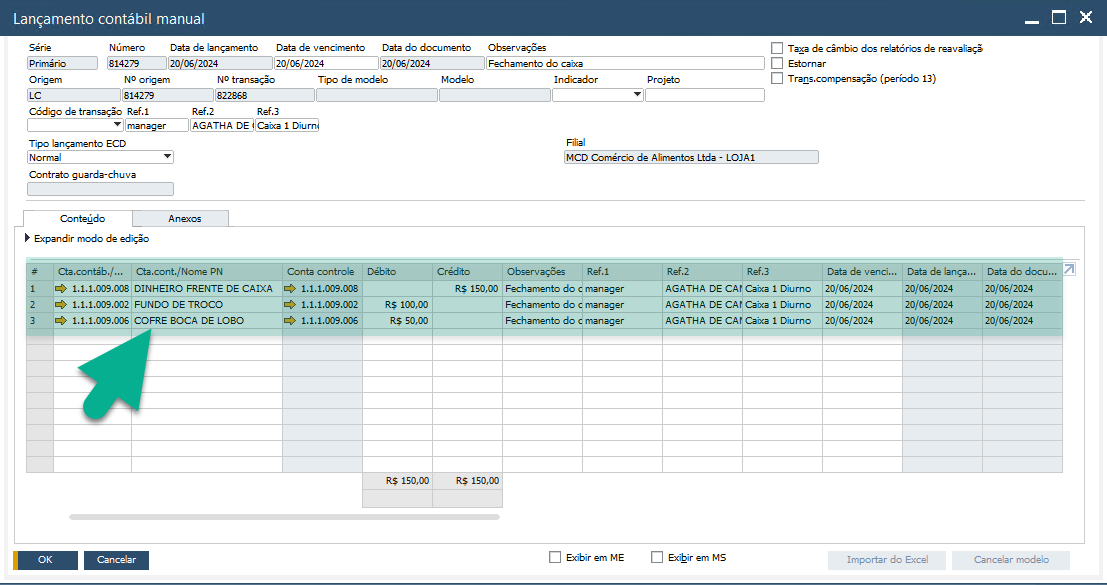 Lançamento contábil manual
Série Número Data de lançamento Data de vencimento Data do documento Observações
Primário 814279 20/06/2024 20/06/2024 20/06/2024 Fechamento do caixa
Taxa de câmbio dos relatórios de reavaliaçã
Estornar
Trans.compensação (período 13)
Origem Nº origem Nº transação Tipo de modelo Modelo Indicador Projeto
LC 814279 822868
Código de transação Ref.1 Ref.2 Ref.3
manager AGATHA DE Caixa 1 Diurno
Tipo lançamento ECD
Normal
Filial
MCD Comércio de Alimentos Ltda - LOJA1
Contrato guarda-chuva
Conteúdo Anexos
Expandir modo de edição
# Cta.contáb./... Cta.cont./Nome PN Conta controle Débito Crédito Observações Ref.1 Ref.2 Ref.3 Data de venci... Data de lança... Data do docu...
1 1.1.1.009.008 DINHEIRO FRENTE DE CAIXA 1.1.1.009.008 R$ 150,00 Fechamento do c manager AGATHA DE CAN Caixa 1 Diurno 20/06/2024 20/06/2024 20/06/2024
2 1.1.1.009.002 FUNDO DE TROCO 1.1.1.009.002 R$ 100,00 Fechamento do c manager AGATHA DE CAN Caixa 1 Diurno 20/06/2024 20/06/2024 20/06/2024
3 1.1.1.009.006 COFRE BOCA DE LOBO 1.1.1.009.006 R$ 50,00 Fechamento do c manager AGATHA DE CAN Caixa 1 Diurno 20/06/2024 20/06/2024 20/06/2024
R$ 150,00 R$ 150,00
OK Cancelar Exibir em ME Exibir em MS Importar do Excel Cancelar modelo